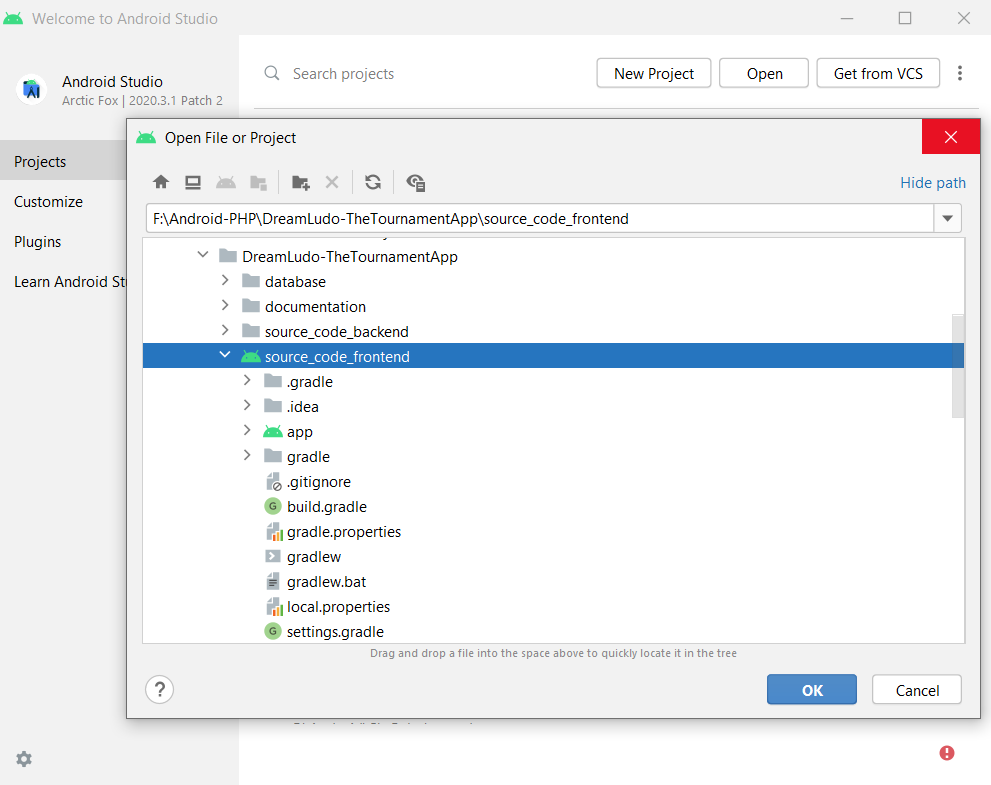 Welcome to Android Studio
Android Studio
Arctic Fox | 2020.3.1 Patch 2
Search projects
New Project
Open
Get from VCS
Projects
Customize
Plugins
Learn Android Stu
Open File or Project
Hide path
F:\Android-PHP\DreamLudo-TheTournamentApp\source_code_frontend
DreamLudo-TheTournamentApp
database
documentation
source_code_backend
source_code_frontend
.gradle
.idea
app
gradle
.gitignore
G build.gradle
gradle.properties
gradlew
gradlew.bat
local.properties
G settings.gradle
Drag and drop a file into the space above to quickly locate it in the tree
?
OK
Cancel